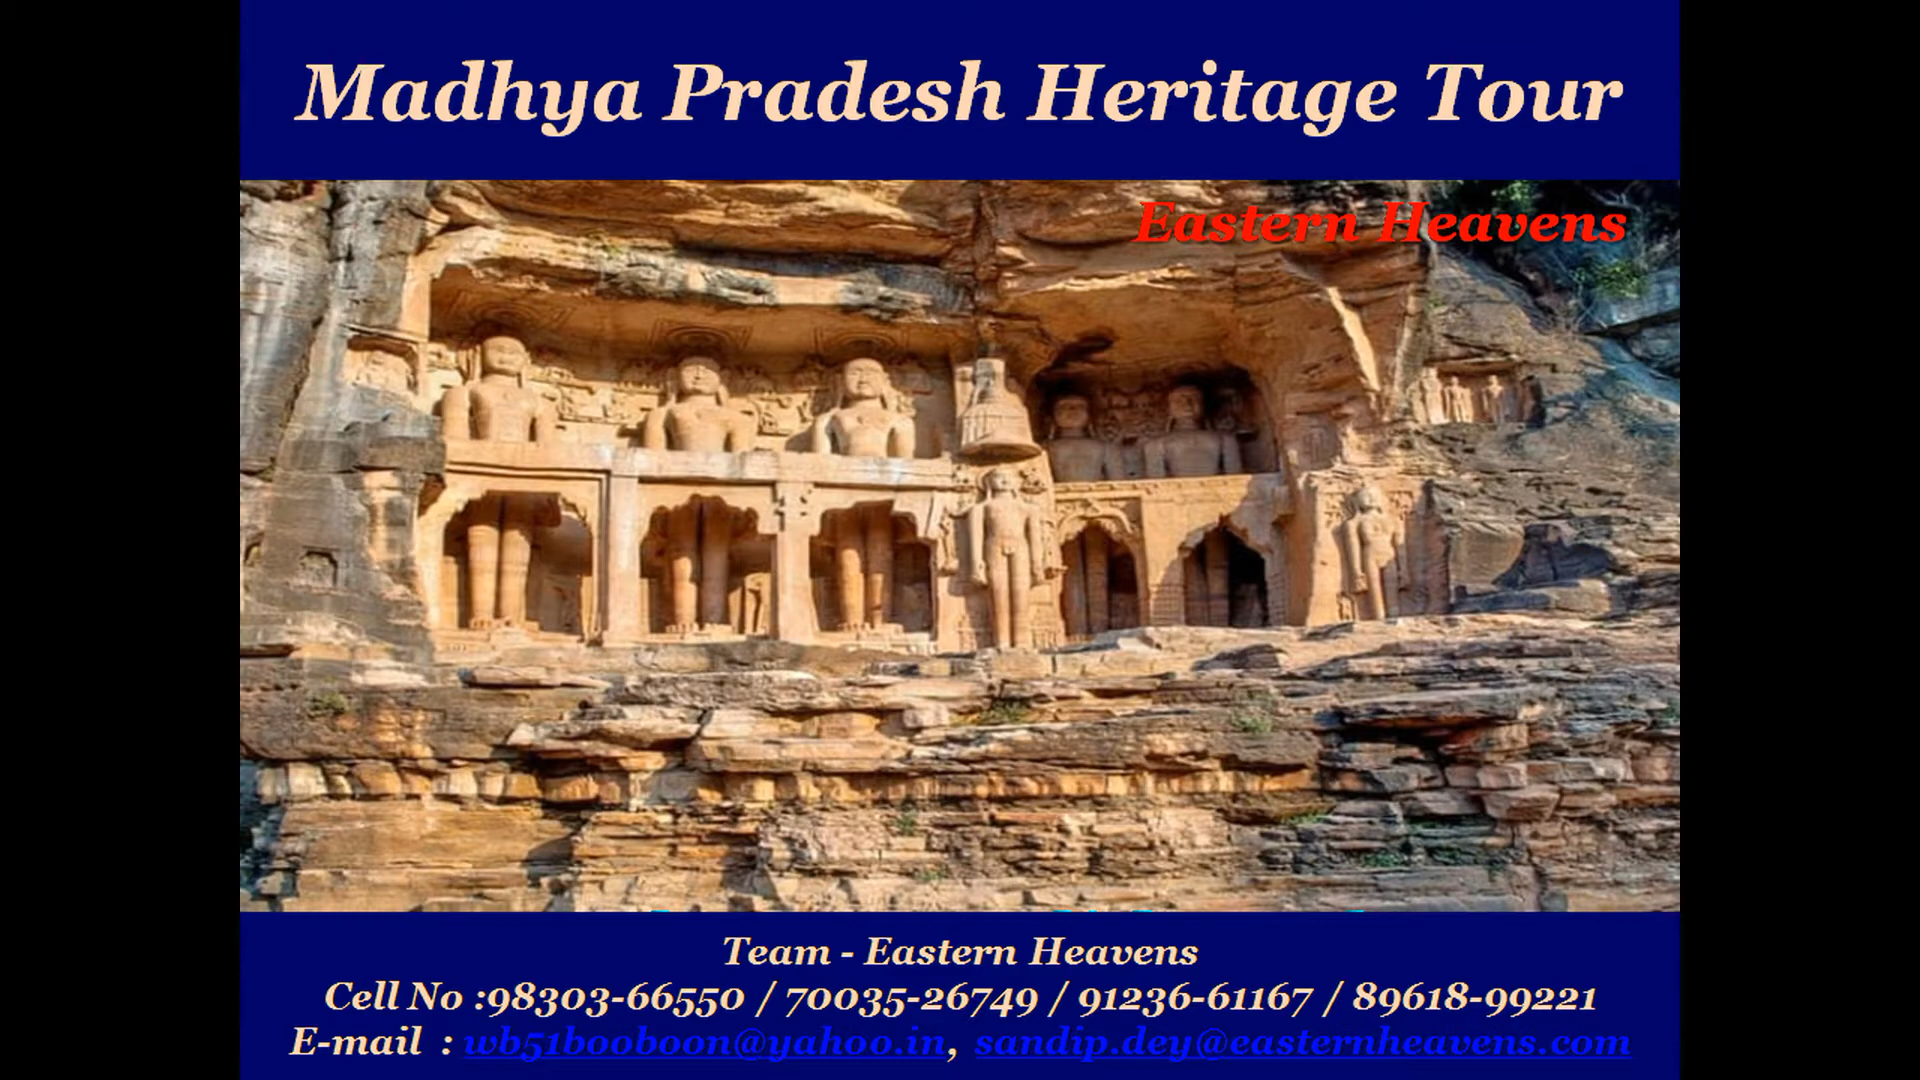 Madhya Pradesh Heritage Tour
Eastern Heavens
Team - Eastern Heavens
Cell No :98303-66550 / 70035-26749 / 91236-61167 / 89618-99221
E-mail : wb51booboon@yahoo.in, sandip.dey@easternheavens.com